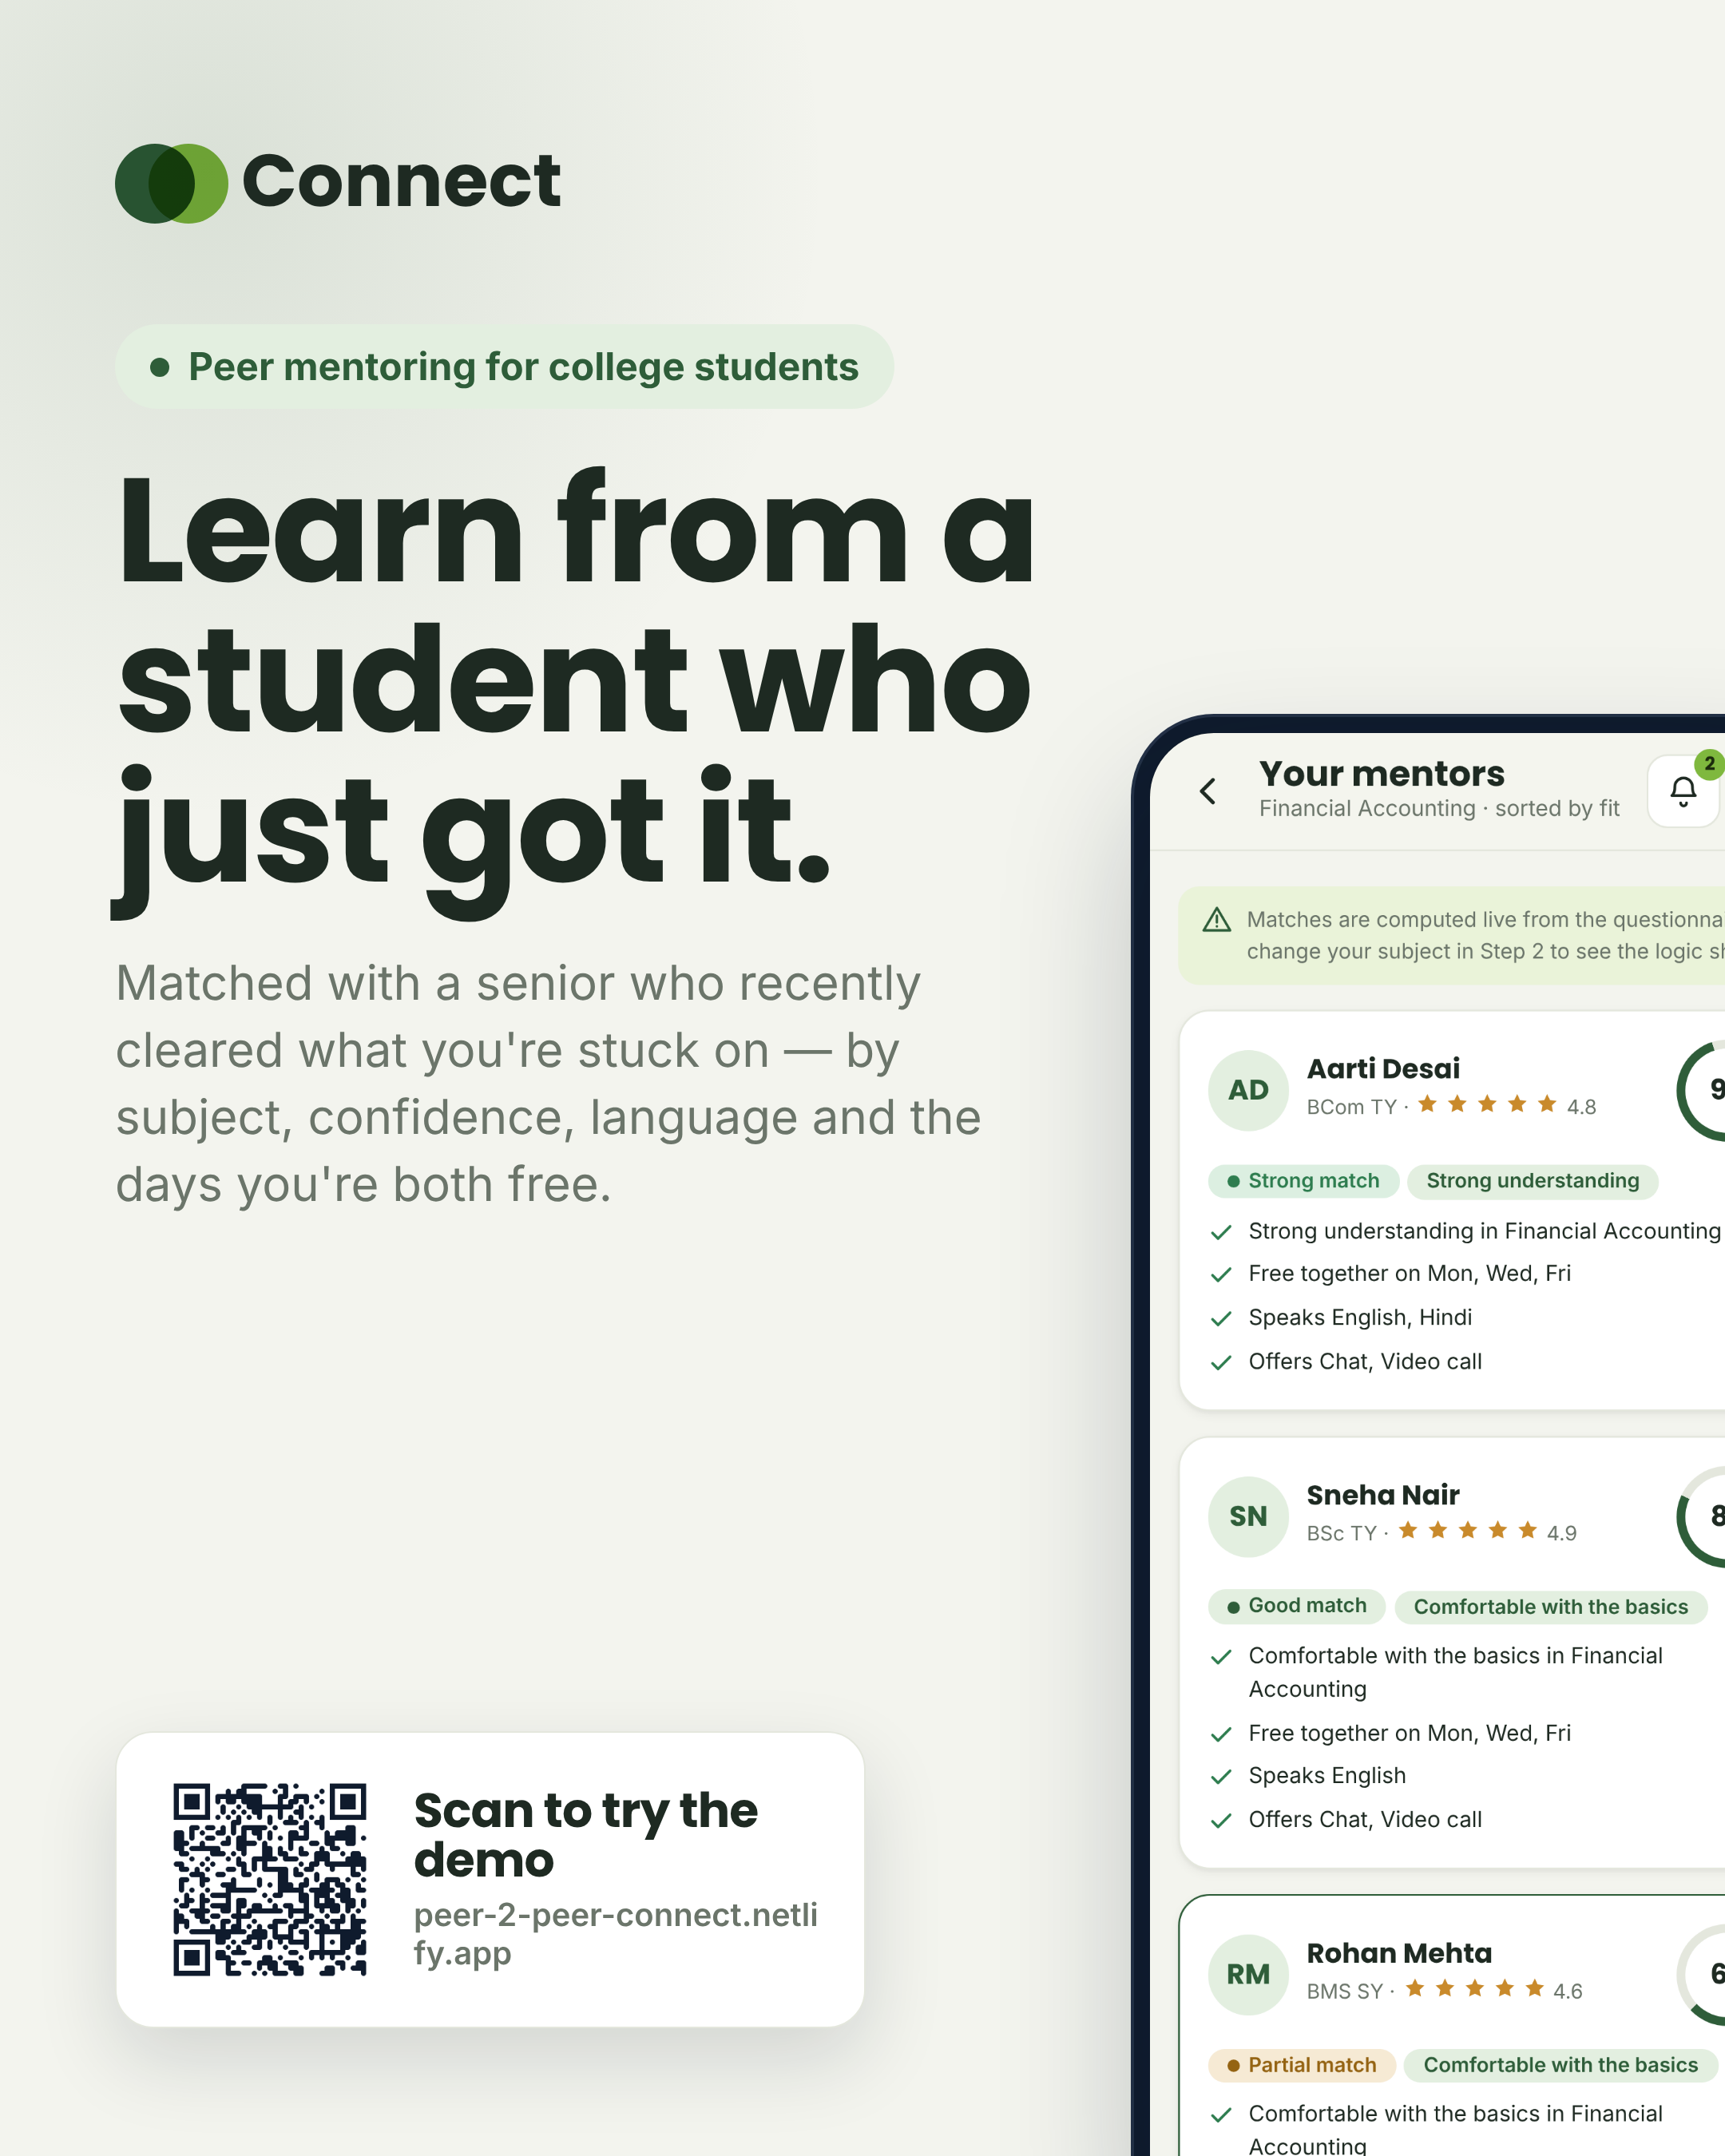 Connect
Peer mentoring for college students
Learn from a
student who
just got it.
Matched with a senior who recently
cleared what you're stuck on — by
subject, confidence, language and the
days you're both free.
Scan to try the
demo
peer-2-peer-connect.netli
fy.app
Your mentors
Financial Accounting · sorted by fit
2
Matches are computed live from the
change your subject in Step 2 to see the logic
AD
Aarti Desai
BCom TY · ★ ★ ★ ★ ★ 4.8
Strong match
Strong understanding
Strong understanding in Financial Accounting
Free together on Mon, Wed, Fri
Speaks English, Hindi
Offers Chat, Video call
SN
Sneha Nair
BSc TY · ★ ★ ★ ★ ★ 4.9
Good match
Comfortable with the basics
Comfortable with the basics in Financial
Accounting
Free together on Mon, Wed, Fri
Speaks English
Offers Chat, Video call
RM
Rohan Mehta
BMS SY · ★ ★ ★ ★ ★ 4.6
Partial match
Comfortable with the basics
Comfortable with the basics in Financial
Accounting